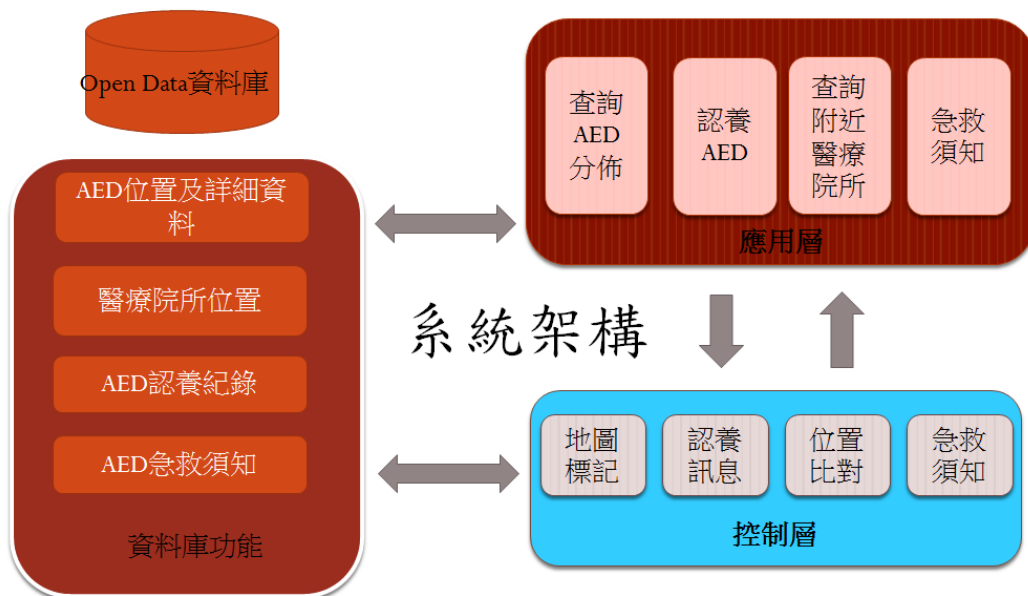 Open Data資料庫
AED位置及詳細資
料
醫療院所位置
AED認養紀錄
AED急救須知
資料庫功能
系統架構
查詢
AED
分佈
認養
AED
查詢
附近
醫療
院所
急救
須知
應用層
地圖
標記
認養
訊息
位置
比對
急救
須知
控制層